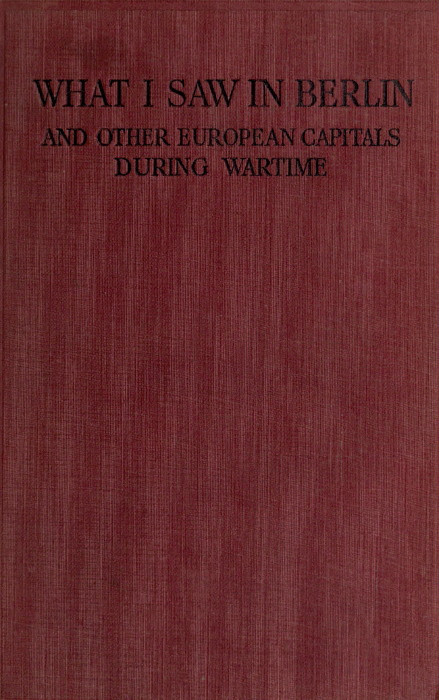 WHAT I SAW IN BERLIN
AND OTHER EUROPEAN CAPITALS
DURING WARTIME